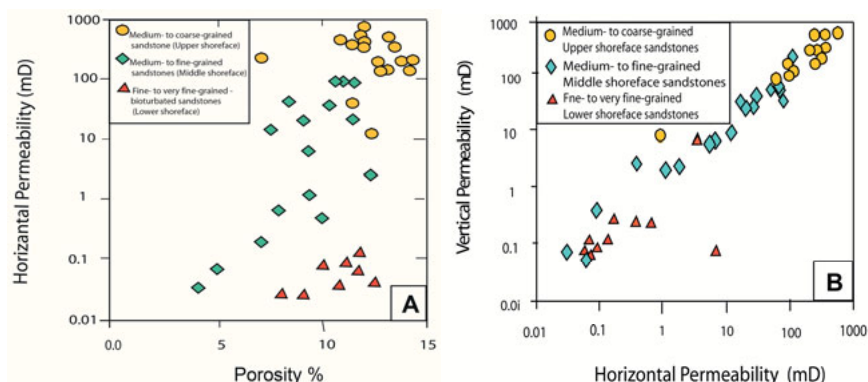 1000
100
10
1
0.1
0.01
Horizantal Permeability (mD)
Medium- to coarse-grained
sandstone (Upper shoreface)
Medium- to fine-grained
sandstones (Middle shoreface)
Fine- to very fine-grained -
bioturbated sandstones
(Lower shoreface)
A
0.0
5
10
15
Porosity %
1000
100
10
1
0.1
0.0i
Vertical Permeability (mD)
Medium- to coarse-grained
Upper shoreface sandstones
Medium- to fine-grained
Middle shoreface sandstones
Fine- to very fine-grained
Lower shoreface sandstones
B
0.01
0.1
1
10
100
1000
Horizontal Permeability (mD)